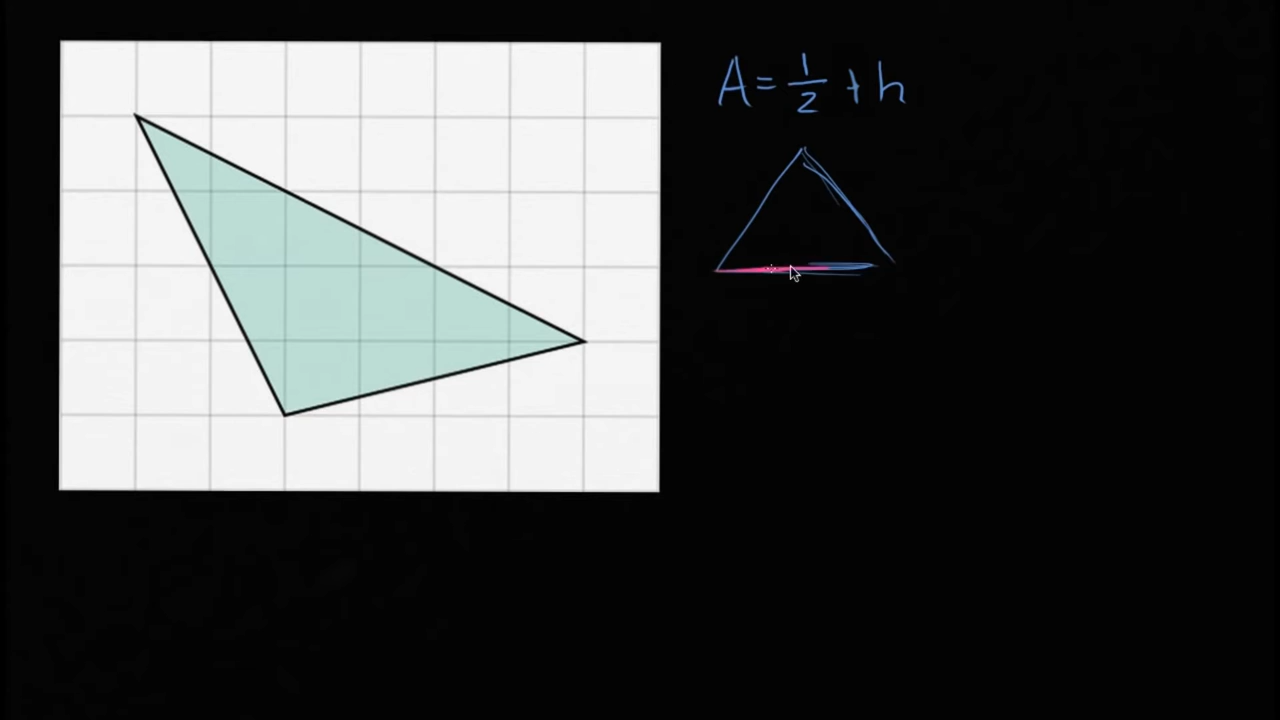 A = 1/2 + h